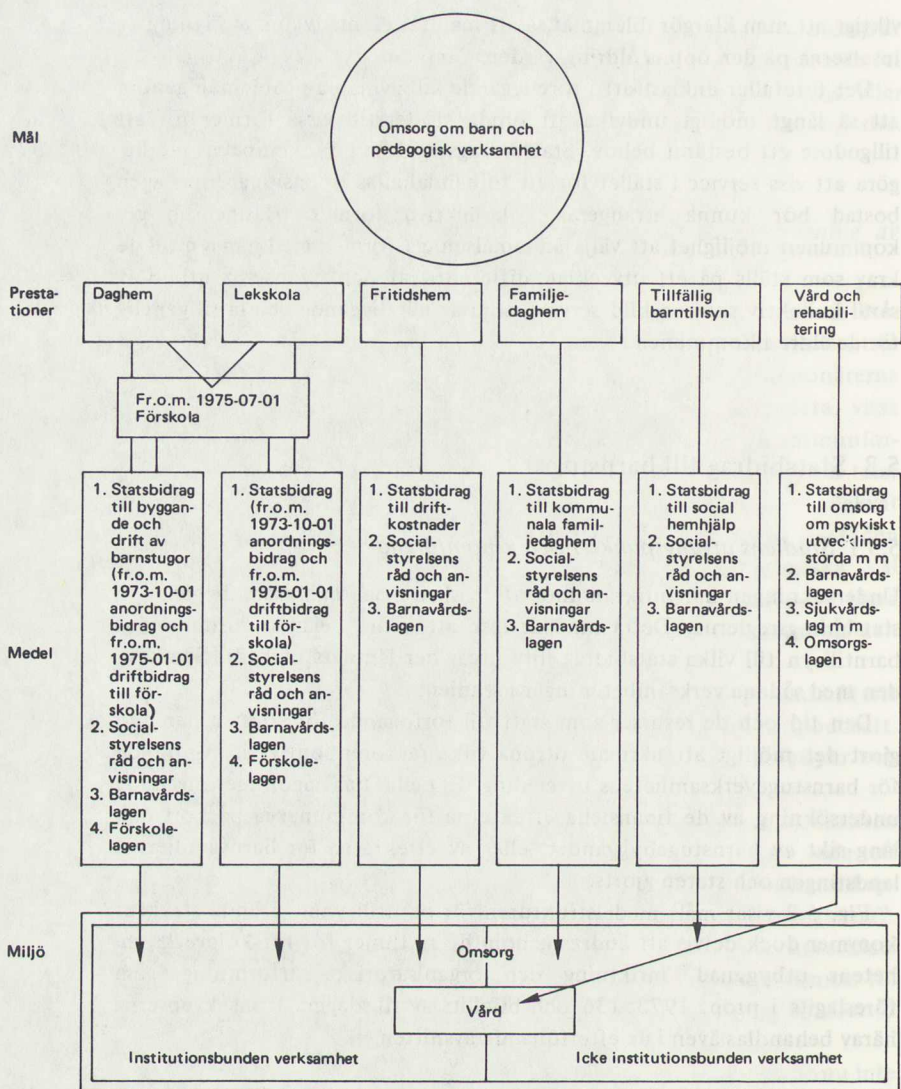 Mål
Omsorg om barn och
pedagogisk verksamhet
Presta-
tioner
Daghem
Lekskola
Fritidshem
Familje-
daghem
Tillfällig
barntillsyn
Vård och
rehabili-
tering
Fr.o.m. 1975-07-01
Förskola
Medel
1. Statsbidrag
till byggan-
de och
drift av
barnstugor
(fr.o.m.
1973-10-01
anordnings-
bidrag och
fr.o.m.
1975-01-01
driftbidrag
till för-
skola)
2. Social-
styrelsens
råd och an-
visningar
3. Barnavårds-
lagen
4. Förskole-
lagen
1. Statsbidrag
(fr.o.m.
1973-10-01
anordnings-
bidrag och
fr.o.m.
1975-01-01
driftbidrag
till för-
skola)
2. Social-
styrelsens
råd och an-
visningar
3. Barnavårds-
lagen
4. Förskole-
lagen
1. Statsbidrag
till drift-
kostnader
2. Social-
styrelsens
råd och an-
visningar
3. Barnavårds-
lagen
1. Statsbidrag
till kommu-
nala famil-
jedaghem
2. Social-
styrelsens
råd och an-
visningar
3. Barnavårds-
lagen
1. Statsbidrag
till social
hemhjälp
2. Social-
styrelsens
råd och an-
visningar
3. Barnavårds-
lagen
1. Statsbidrag
till omsorg
om psykiskt
utvecklings-
störda m m
2. Barnavårds-
lagen
3. Sjukvårds-
lag m m
4. Omsorgs-
lagen
Miljö
Omsorg
Vård
Institutionsbunden verksamhet
Icke institutionsbunden verksamhet